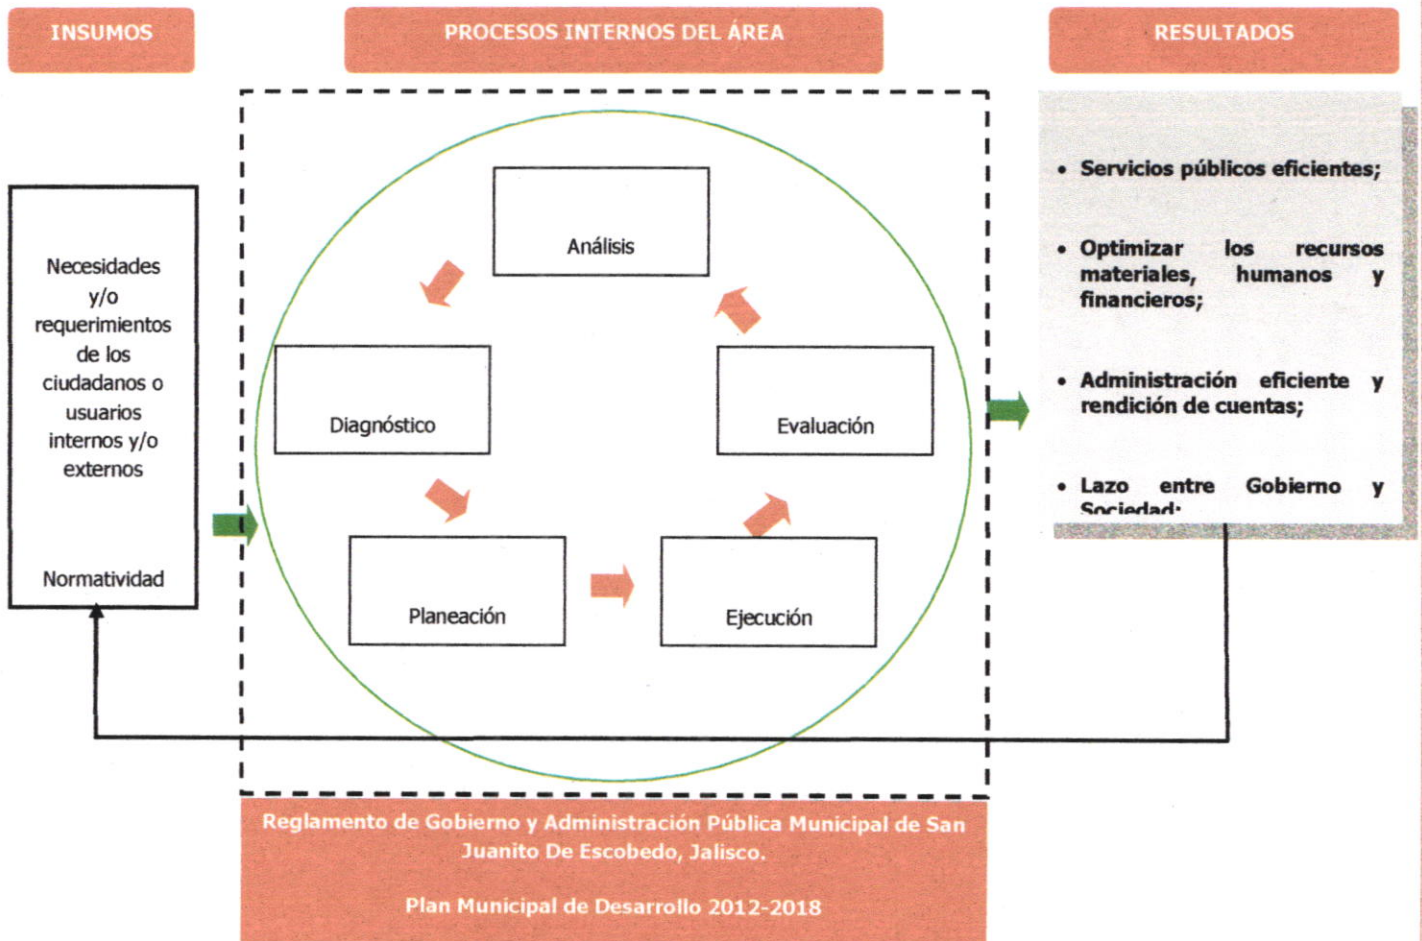 INSUMOS
PROCESOS INTERNOS DEL ÁREA
RESULTADOS
Necesidades
y/o
requerimientos
de los
ciudadanos o
usuarios
internos y/o
externos
Normatividad
Análisis
Diagnóstico
Evaluación
Planeación
Ejecución
• Servicios públicos eficientes;
• Optimizar los recursos
materiales, humanos y
financieros;
• Administración eficiente y
rendición de cuentas;
• Lazo entre Gobierno y
Sociedad;
Reglamento de Gobierno y Administración Pública Municipal de San
Juanito De Escobedo, Jalisco.
Plan Municipal de Desarrollo 2012-2018